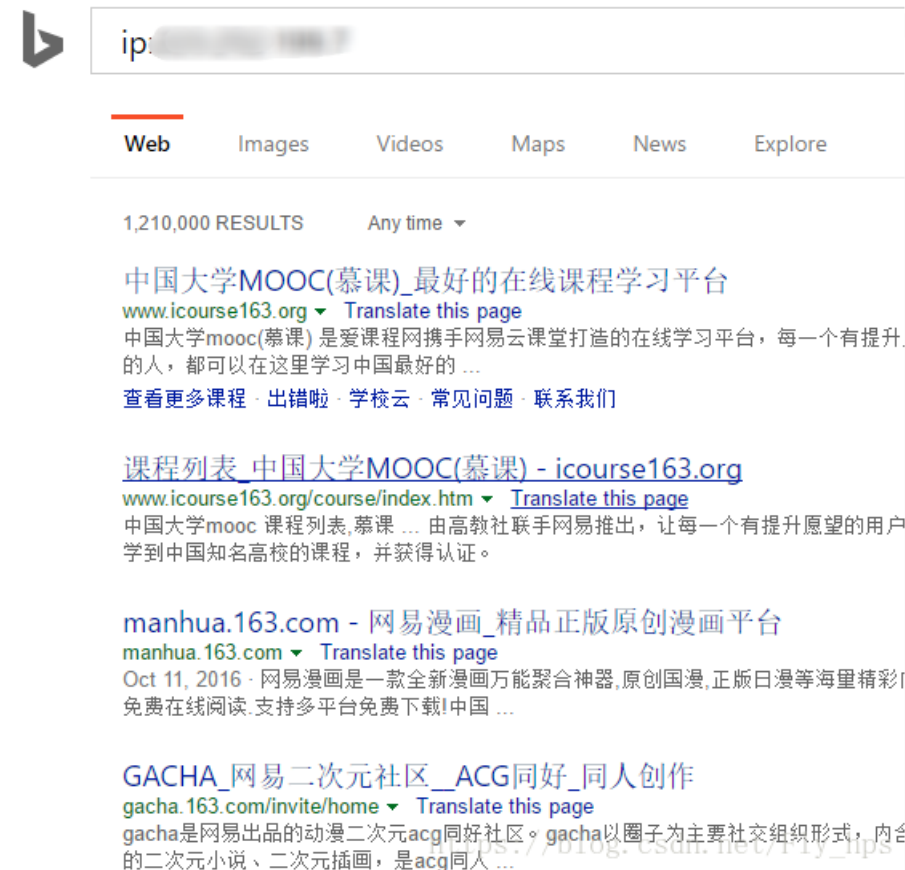 ip:
Web Images Videos Maps News Explore
1,210,000 RESULTS Any time
中国大学MOOC(慕课)_最好的在线课程学习平台
www.icourse163.org Translate this page
中国大学mooc(慕课) 是爱课程网携手网易云课堂打造的在线学习平台，每一个有提升
的人，都可以在这里学习中国最好的 ...
查看更多课程 · 出错啦 · 学校云 · 常见问题 · 联系我们
课程列表_中国大学MOOC(慕课) - icourse163.org
www.icourse163.org/course/index.htm Translate this page
中国大学mooc 课程列表,慕课 ... 由高教社联手网易推出，让每一个有提升愿望的用户
学到中国知名高校的课程，并获得认证。
manhua.163.com - 网易漫画_精品正版原创漫画平台
manhua.163.com Translate this page
Oct 11, 2016 · 网易漫画是一款全新漫画万能聚合神器,原创国漫,正版日漫等海量精彩
免费在线阅读.支持多平台免费下载!中国 ...
GACHA_网易二次元社区__ACG同好_同人创作
gacha.163.com/invite/home Translate this page
gacha是网易出品的动漫二次元acg同好社区。gacha以圈子为主要社交组织形式，内含
的二次元小说、二次元插画，是acg同人 ...
https://blog.csdn.net/Fly_hps